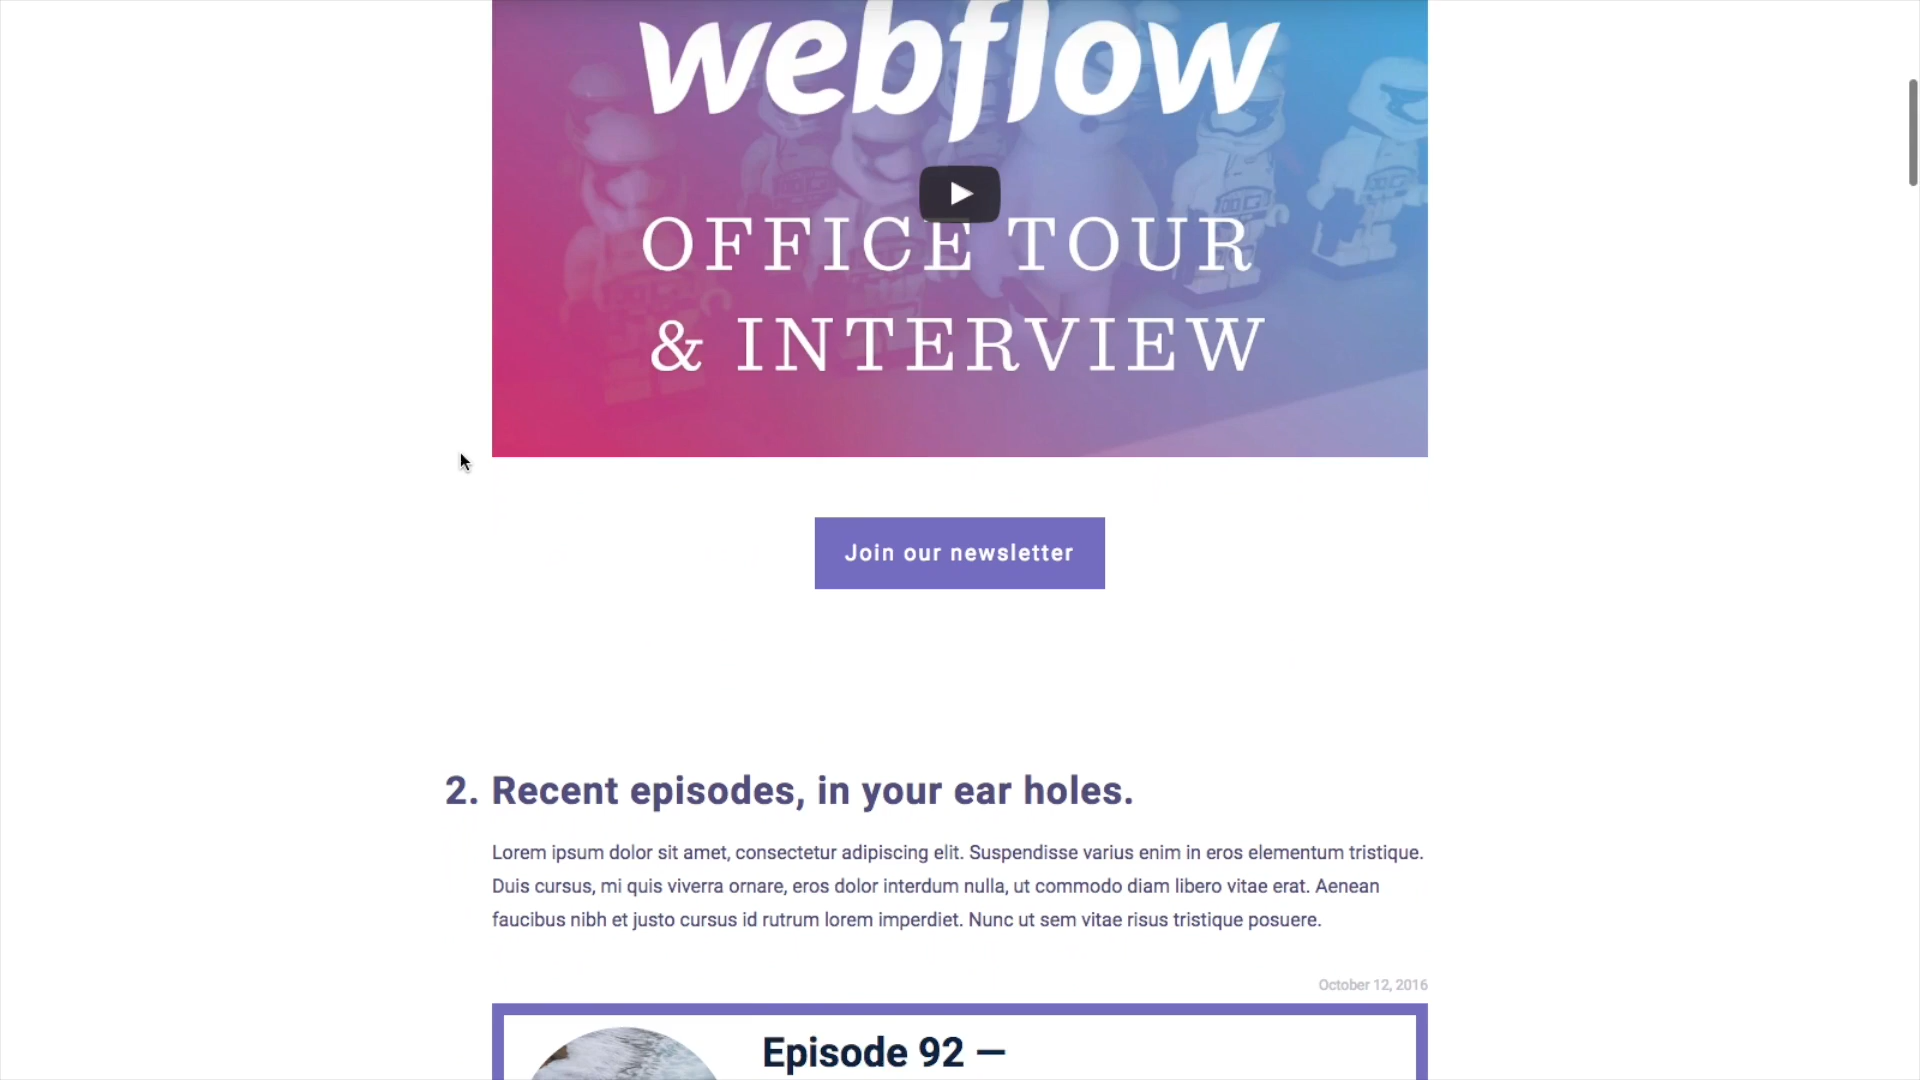 webflow
OFFICE TOUR
& INTERVIEW
Join our newsletter
2. Recent episodes, in your ear holes.
Lorem ipsum dolor sit amet, consectetur adipiscing elit. Suspendisse varius enim in eros elementum tristique.
Duis cursus, mi quis viverra ornare, eros dolor interdum nulla, ut commodo diam libero vitae erat. Aenean
faucibus nibh et justo cursus id rutrum lorem imperdiet. Nunc ut sem vitae risus tristique posuere.
October 12, 2016
Episode 92 —